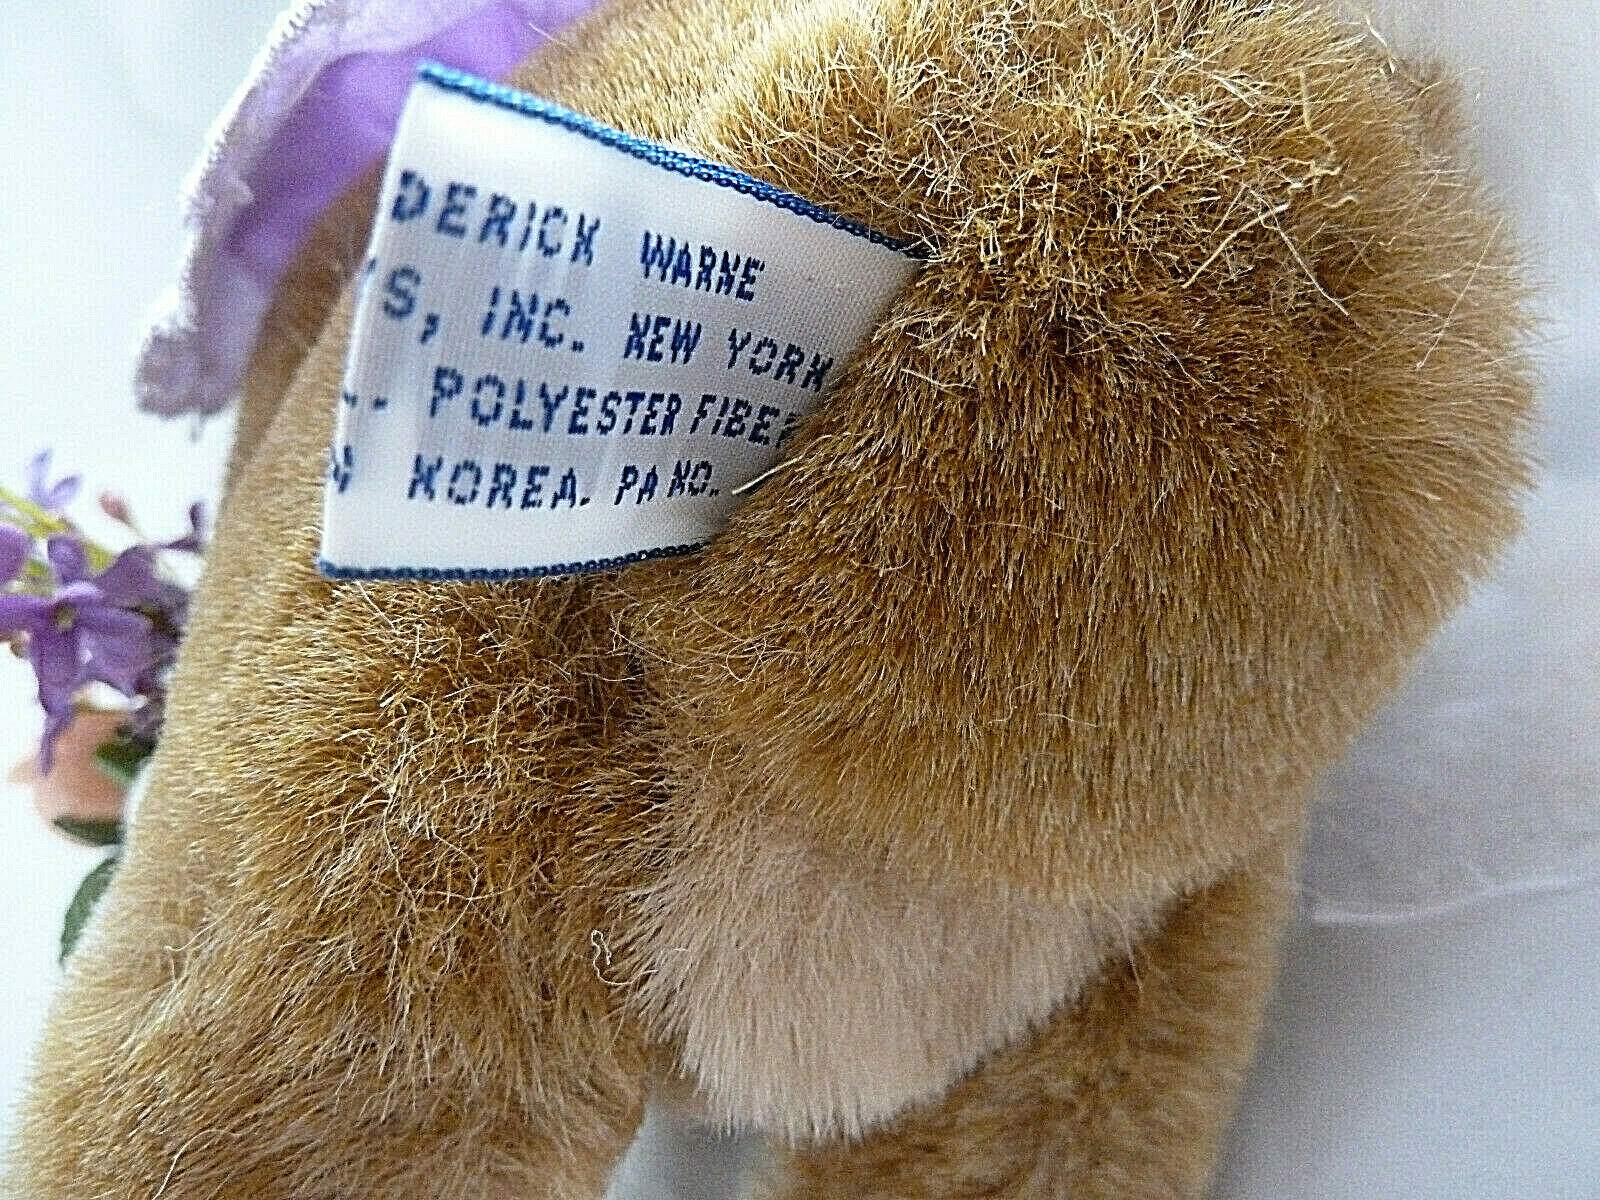 DERICK WARNE
S, INC. NEW YORK
. POLYESTER FIBER
KOREA. PA NO.